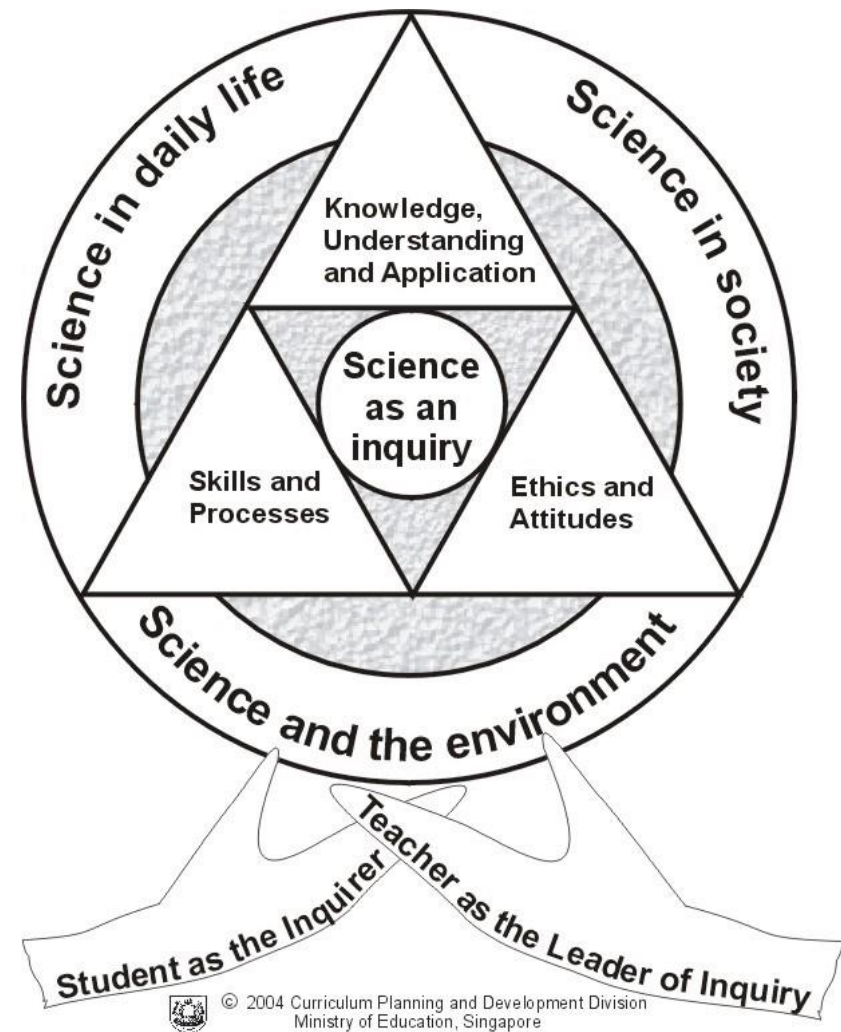 Science in daily life
Science in society
Knowledge,
Understanding
and Application
Science
as an
inquiry
Skills and
Processes
Ethics and
Attitudes
Science and the environment
Student as the Inquirer
Teacher as the Leader of Inquiry
© 2004 Curriculum Planning and Development Division
Ministry of Education, Singapore